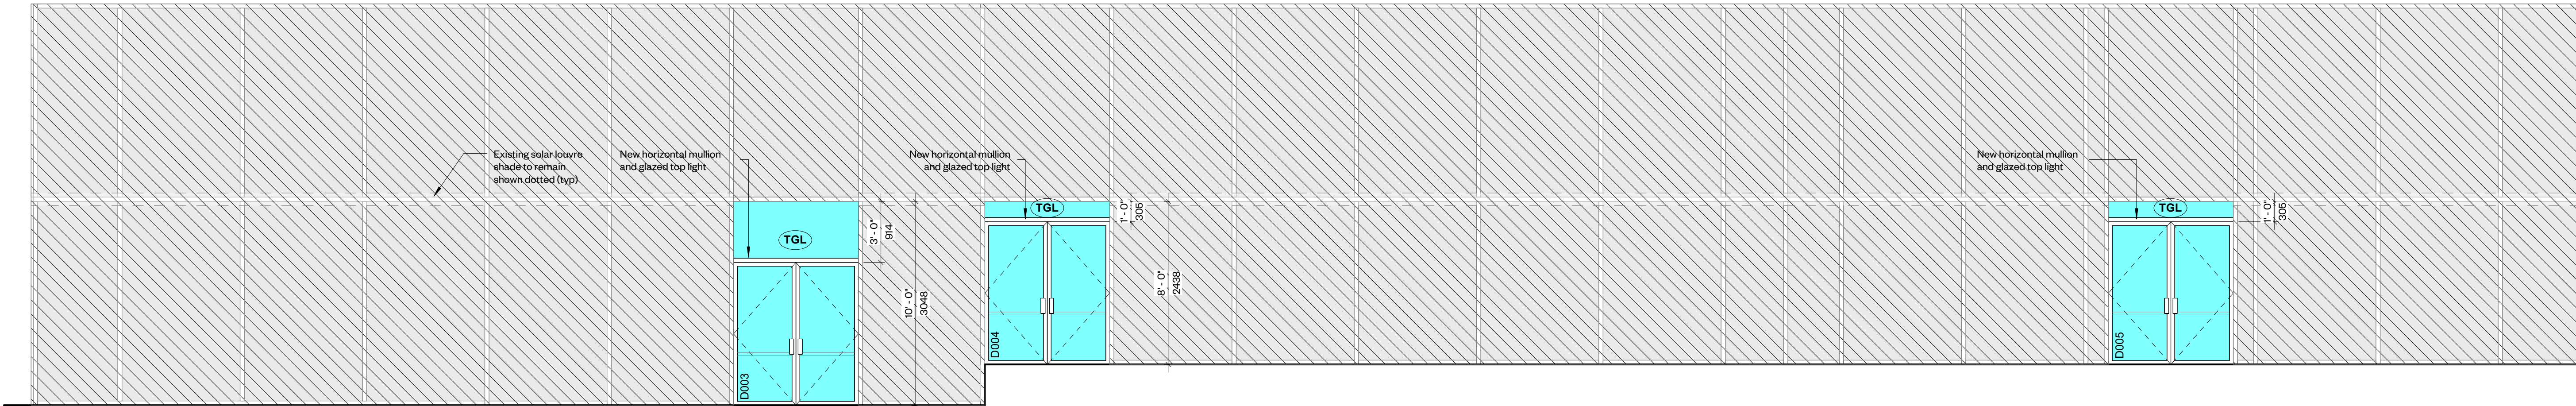 Existing solar louvre
shade to remain
shown dotted (typ)
New horizontal mullion
and glazed top light
New horizontal mullion
and glazed top light
New horizontal mullion
and glazed top light
TGL
3' - 0"
914
10' - 0"
3048
D003
TGL
1' - 0"
305
8' - 0"
2438
D004
TGL
1' - 0"
305
D005